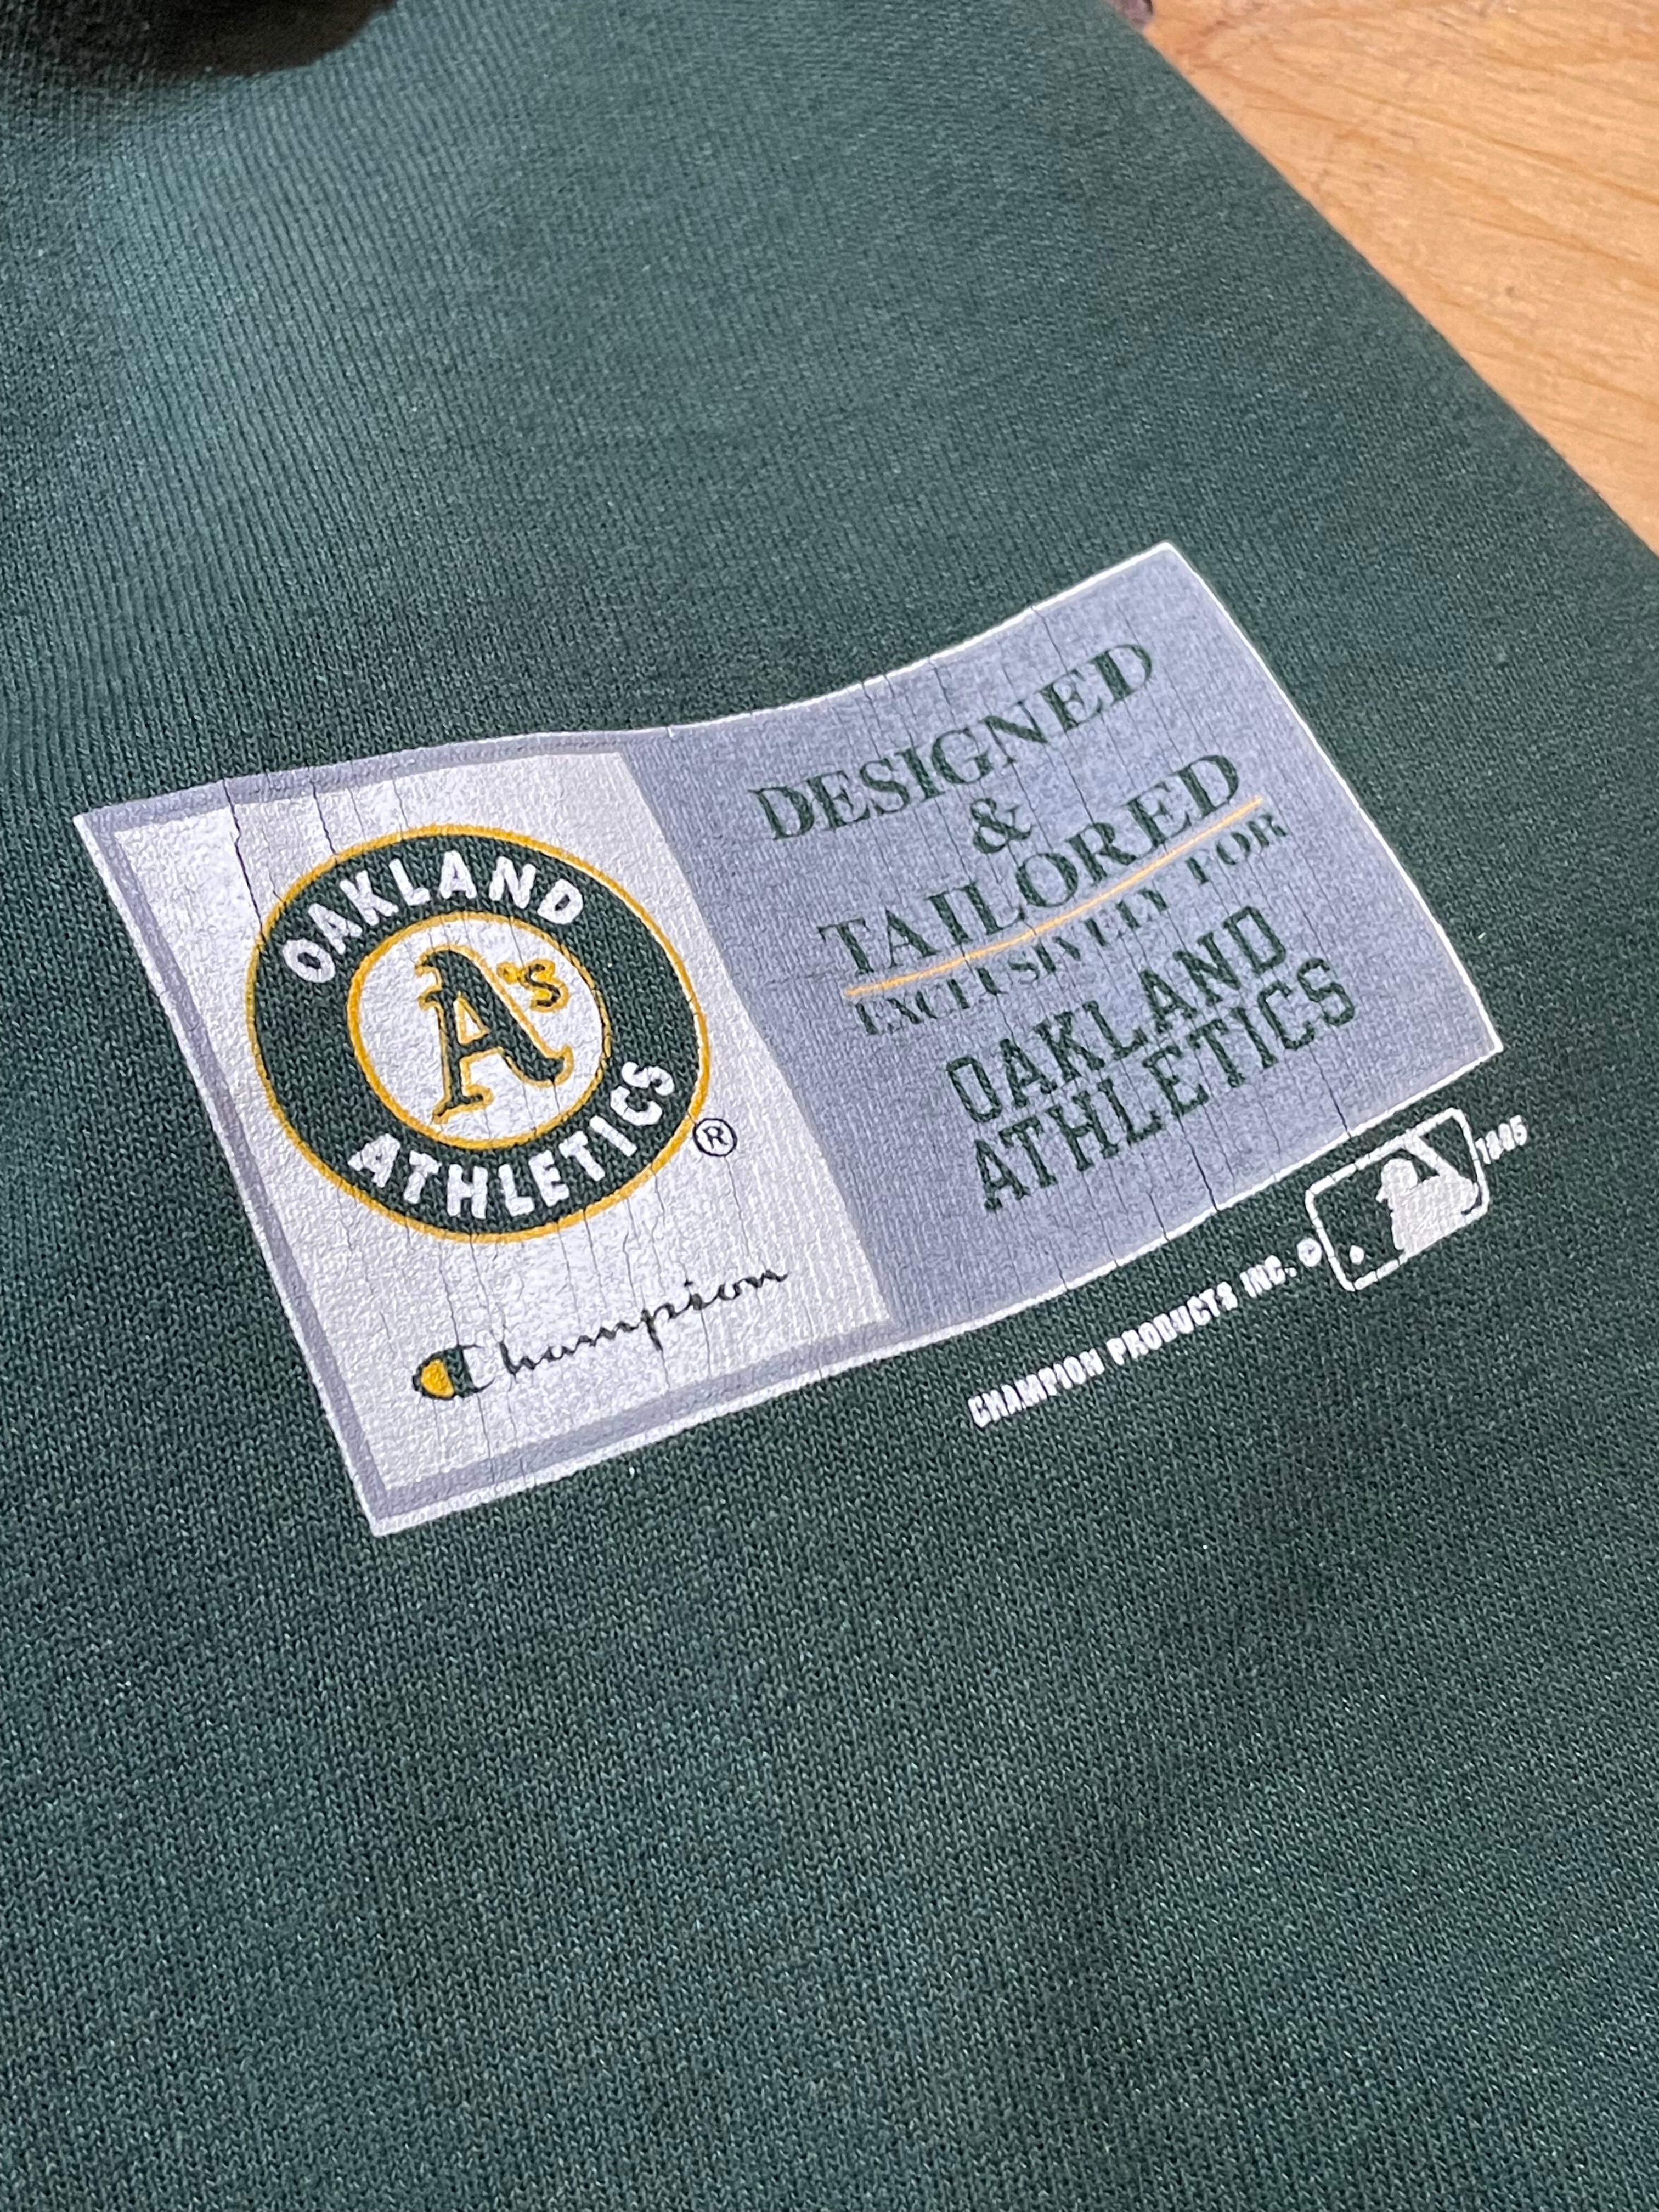 OAKLAND
A's
ATHLETICS
®
Champion
DESIGNED
&
TAILORED
EXCLUSIVELY FOR
OAKLAND
ATHLETICS
CHAMPION PRODUCTS INC. ©